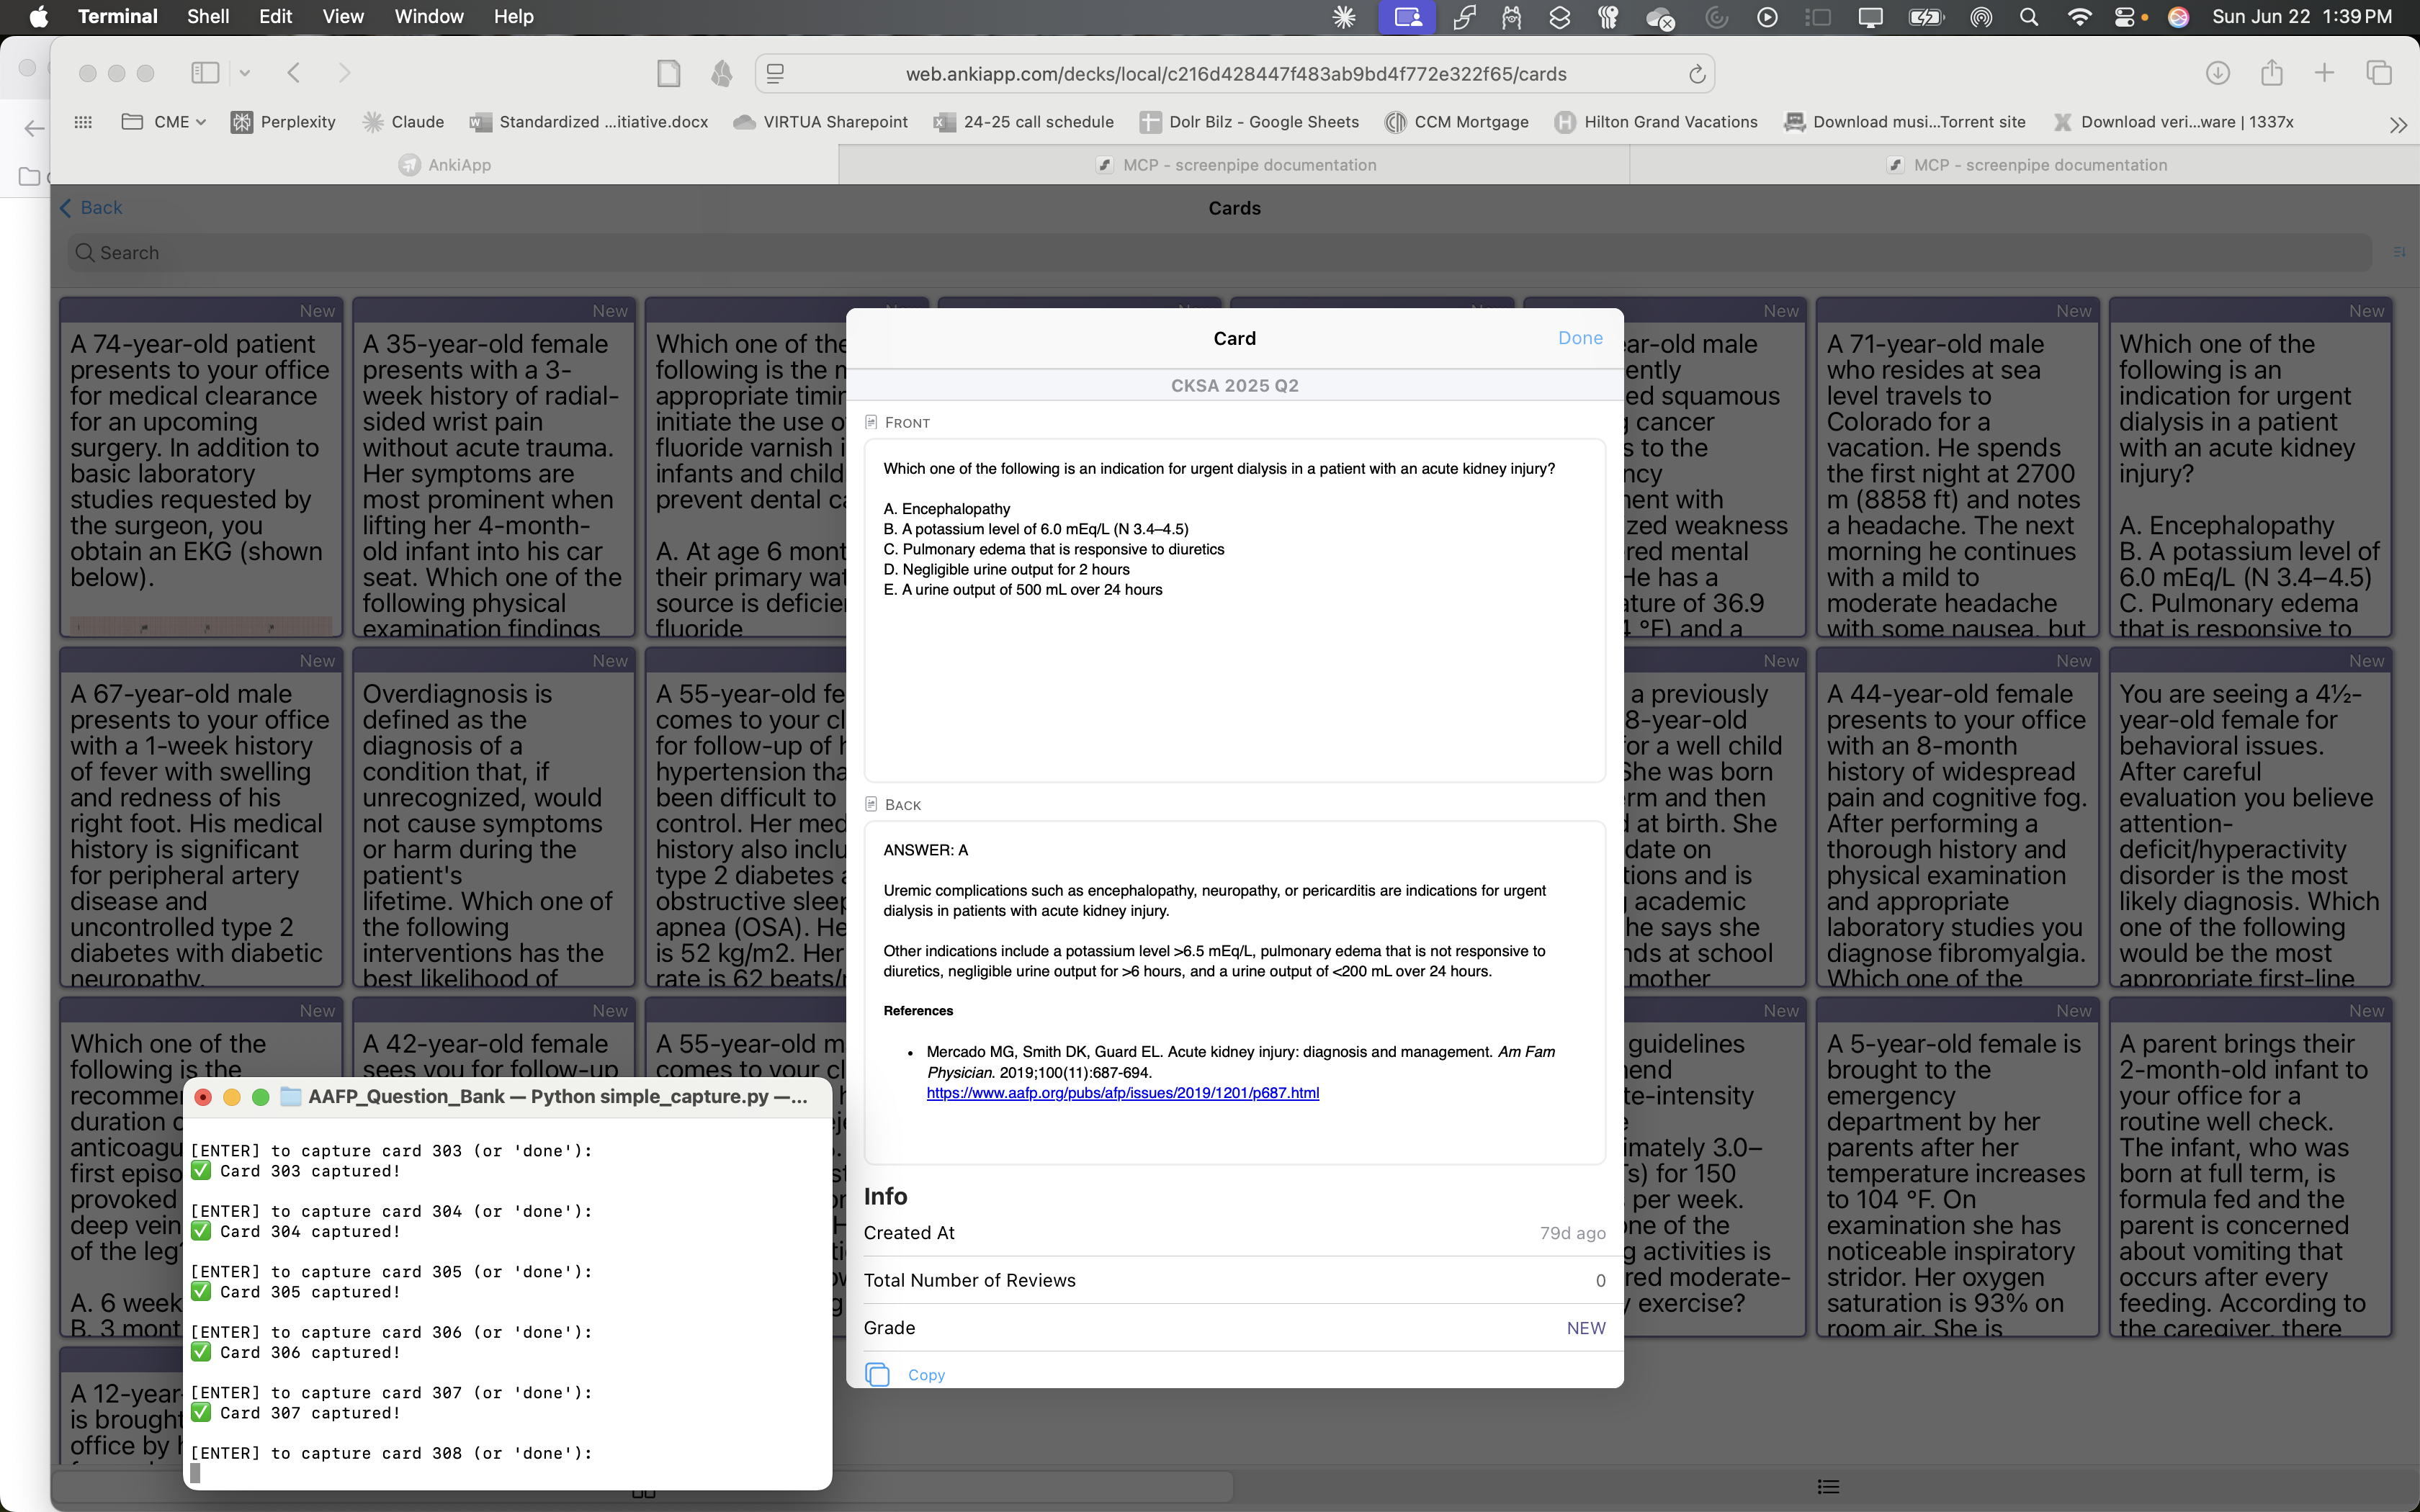 Terminal Shell Edit View Window Help
Sun Jun 22 1:39 PM
web.ankiapp.com/decks/local/c216d428447f483ab9bd4f772e322f65/cards
CME Perplexity Claude Standardized ...itiative.docx VIRTUA Sharepoint 24-25 call schedule Dolr Bilz - Google Sheets CCM Mortgage Hilton Grand Vacations Download musi...Torrent site Download veri...ware | 1337x
AnkiApp MCP - screenpipe documentation MCP - screenpipe documentation
Back Cards
Search
New
A 74-year-old patient
presents to your office
for medical clearance
for an upcoming
surgery. In addition to
basic laboratory
studies requested by
the surgeon, you
obtain an EKG (shown
below).
New
A 35-year-old female
presents with a 3-
week history of radial-
sided wrist pain
without acute trauma.
Her symptoms are
most prominent when
lifting her 4-month-
old infant into his car
seat. Which one of the
following physical
examination findings
Which one of the
following is the
appropriate
initiate the use
fluoride varnish
infants and
prevent dental
A. At age 6
their primary
source is
fluoride
New
male
squamous
cancer
to the
with
weakness
mental
He has a
of 36.9
°F) and a
New
A 71-year-old male
who resides at sea
level travels to
Colorado for a
vacation. He spends
the first night at 2700
m (8858 ft) and notes
a headache. The next
morning he continues
with a mild to
moderate headache
with some nausea, but
New
Which one of the
following is an
indication for urgent
dialysis in a patient
with an acute kidney
injury?
A. Encephalopathy
B. A potassium level of
6.0 mEq/L (N 3.4–4.5)
C. Pulmonary edema
that is responsive to
New
A 67-year-old male
presents to your office
with a 1-week history
of fever with swelling
and redness of his
right foot. His medical
history is significant
for peripheral artery
disease and
uncontrolled type 2
diabetes with diabetic
neuropathy.
New
Overdiagnosis is
defined as the
diagnosis of a
condition that, if
unrecognized, would
not cause symptoms
or harm during the
patient's
lifetime. Which one of
the following
interventions has the
best likelihood of
A 55-year-old
comes to your
for follow-up of
hypertension
been difficult to
control. Her
history also
type 2 diabetes
obstructive
apnea (OSA).
is 52 kg/m2. Her
rate is 62
New
a previously
8-year-old
for a well child
She was born
and then
at birth. She
date on
and is
academic
he says she
at school
mother
New
A 44-year-old female
presents to your office
with an 8-month
history of widespread
pain and cognitive fog.
After performing a
thorough history and
physical examination
and appropriate
laboratory studies you
diagnose fibromyalgia.
Which one of the
New
You are seeing a 4½-
year-old female for
behavioral issues.
After careful
evaluation you believe
attention-
deficit/hyperactivity
disorder is the most
likely diagnosis. Which
one of the following
would be the most
appropriate first-line
New
Which one of the
following is the
duration
first
provoked
deep
of the
A. 6
B. 3
New
A 42-year-old female
sees you for follow-up
A 55-year-old
comes to your
New
guidelines
3.0–
for 150
per week.
one of the
activities is
moderate-
exercise?
New
A 5-year-old female is
brought to the
emergency
department by her
parents after her
temperature increases
to 104 °F. On
examination she has
noticeable inspiratory
stridor. Her oxygen
saturation is 93% on
room air. She is
New
A parent brings their
2-month-old infant to
your office for a
routine well check.
The infant, who was
born at full term, is
formula fed and the
parent is concerned
about vomiting that
occurs after every
feeding. According to
the caregiver, there
A 12-year-
is brought
office by
Card Done
CKSA 2025 Q2
FRONT
Which one of the following is an indication for urgent dialysis in a patient with an acute kidney injury?
A. Encephalopathy
B. A potassium level of 6.0 mEq/L (N 3.4–4.5)
C. Pulmonary edema that is responsive to diuretics
D. Negligible urine output for 2 hours
E. A urine output of 500 mL over 24 hours
BACK
ANSWER: A
Uremic complications such as encephalopathy, neuropathy, or pericarditis are indications for urgent
dialysis in patients with acute kidney injury.
Other indications include a potassium level >6.5 mEq/L, pulmonary edema that is not responsive to
diuretics, negligible urine output for >6 hours, and a urine output of <200 mL over 24 hours.
References
• Mercado MG, Smith DK, Guard EL. Acute kidney injury: diagnosis and management. Am Fam
Physician. 2019;100(11):687-694.
https://www.aafp.org/pubs/afp/issues/2019/1201/p687.html
Info
Created At 79d ago
Total Number of Reviews 0
Grade NEW
Copy
AAFP_Question_Bank — Python simple_capture.py —...
[ENTER] to capture card 303 (or 'done'):
✅ Card 303 captured!
[ENTER] to capture card 304 (or 'done'):
✅ Card 304 captured!
[ENTER] to capture card 305 (or 'done'):
✅ Card 305 captured!
[ENTER] to capture card 306 (or 'done'):
✅ Card 306 captured!
[ENTER] to capture card 307 (or 'done'):
✅ Card 307 captured!
[ENTER] to capture card 308 (or 'done'):